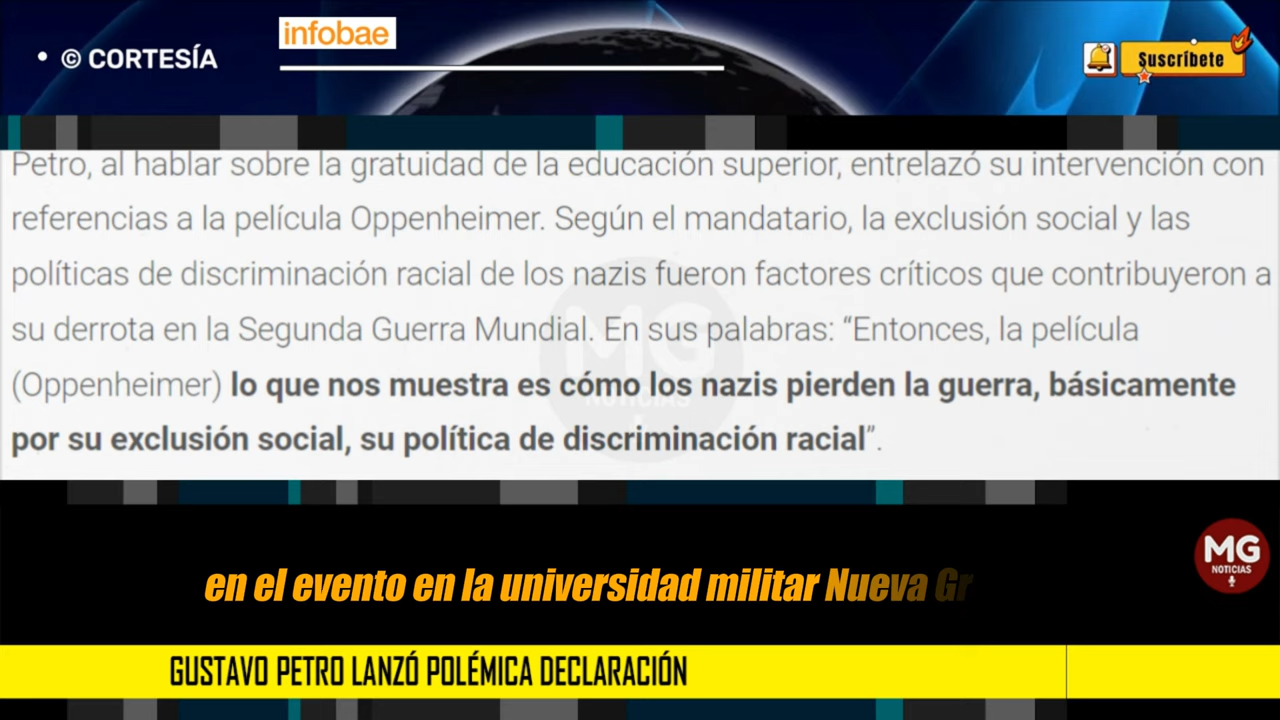 infobae
• © CORTESÍA
Suscríbete
Petro, al hablar sobre la gratuidad de la educación superior, entrelazó su intervención con
referencias a la película Oppenheimer. Según el mandatario, la exclusión social y las
políticas de discriminación racial de los nazis fueron factores críticos que contribuyeron a
su derrota en la Segunda Guerra Mundial. En sus palabras: “Entonces, la película
(Oppenheimer) lo que nos muestra es cómo los nazis pierden la guerra, básicamente
por su exclusión social, su política de discriminación racial”.
MG
NOTICIAS
en el evento en la universidad militar Nueva Gr
MG
NOTICIAS
GUSTAVO PETRO LANZÓ POLÉMICA DECLARACIÓN